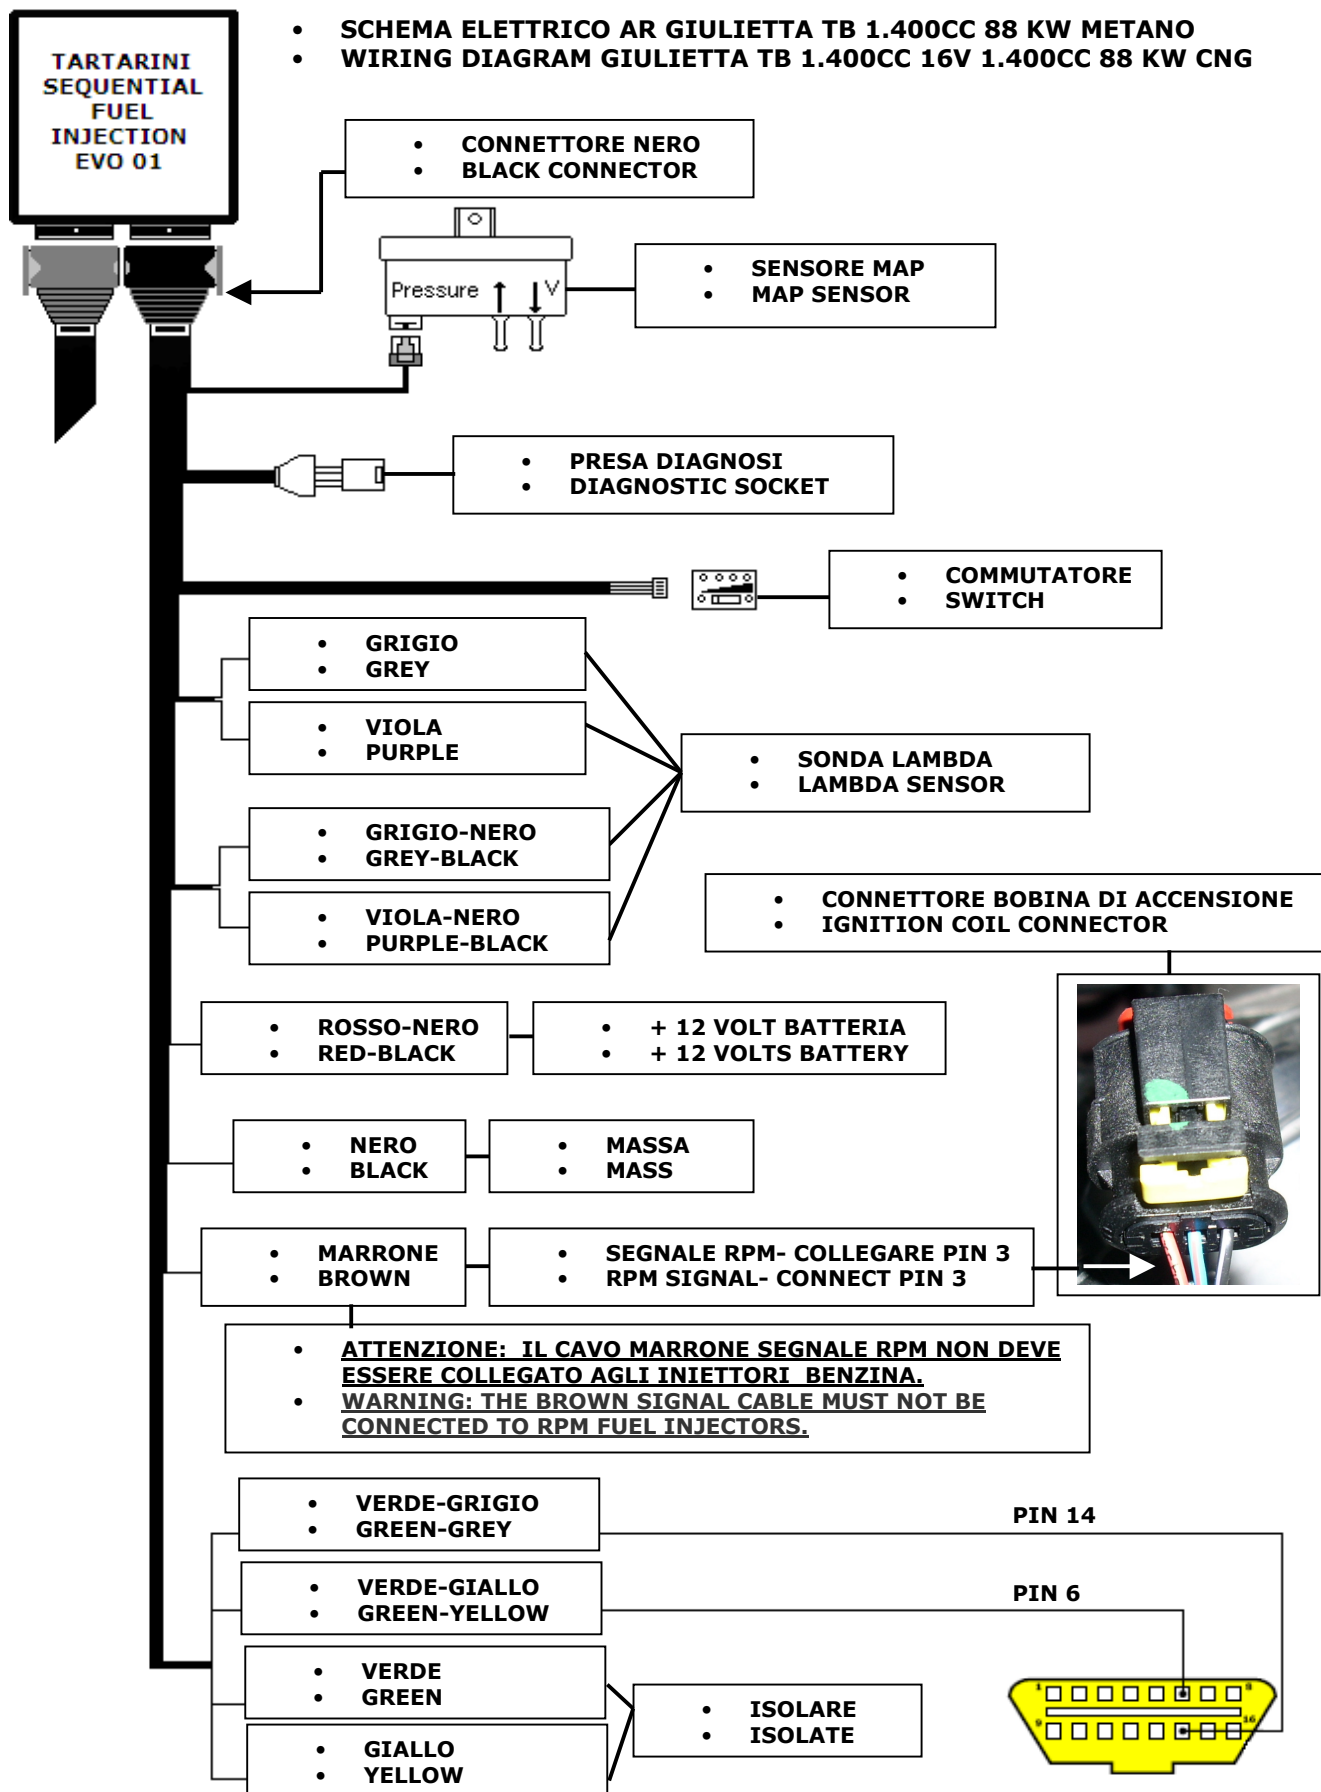 • SCHEMA ELETTRICO AR GIULIETTA TB 1.400CC 88 KW METANO
• WIRING DIAGRAM GIULIETTA TB 1.400CC 16V 1.400CC 88 KW CNG
TARTARINI
SEQUENTIAL
FUEL
INJECTION
EVO 01
• CONNETTORE NERO
• BLACK CONNECTOR
Pressure
V
• SENSORE MAP
• MAP SENSOR
• PRESA DIAGNOSI
• DIAGNOSTIC SOCKET
• COMMUTATORE
• SWITCH
• GRIGIO
• GREY
• VIOLA
• PURPLE
• SONDA LAMBDA
• LAMBDA SENSOR
• GRIGIO-NERO
• GREY-BLACK
• VIOLA-NERO
• PURPLE-BLACK
• CONNETTORE BOBINA DI ACCENSIONE
• IGNITION COIL CONNECTOR
• ROSSO-NERO
• RED-BLACK
• + 12 VOLT BATTERIA
• + 12 VOLTS BATTERY
• NERO
• BLACK
• MASSA
• MASS
• MARRONE
• BROWN
• SEGNALE RPM- COLLEGARE PIN 3
• RPM SIGNAL- CONNECT PIN 3
• ATTENZIONE: IL CAVO MARRONE SEGNALE RPM NON DEVE
ESSERE COLLEGATO AGLI INIETTORI BENZINA.
• WARNING: THE BROWN SIGNAL CABLE MUST NOT BE
CONNECTED TO RPM FUEL INJECTORS.
• VERDE-GRIGIO
• GREEN-GREY
PIN 14
• VERDE-GIALLO
• GREEN-YELLOW
PIN 6
• VERDE
• GREEN
• GIALLO
• YELLOW
• ISOLARE
• ISOLATE
1 8
9 16